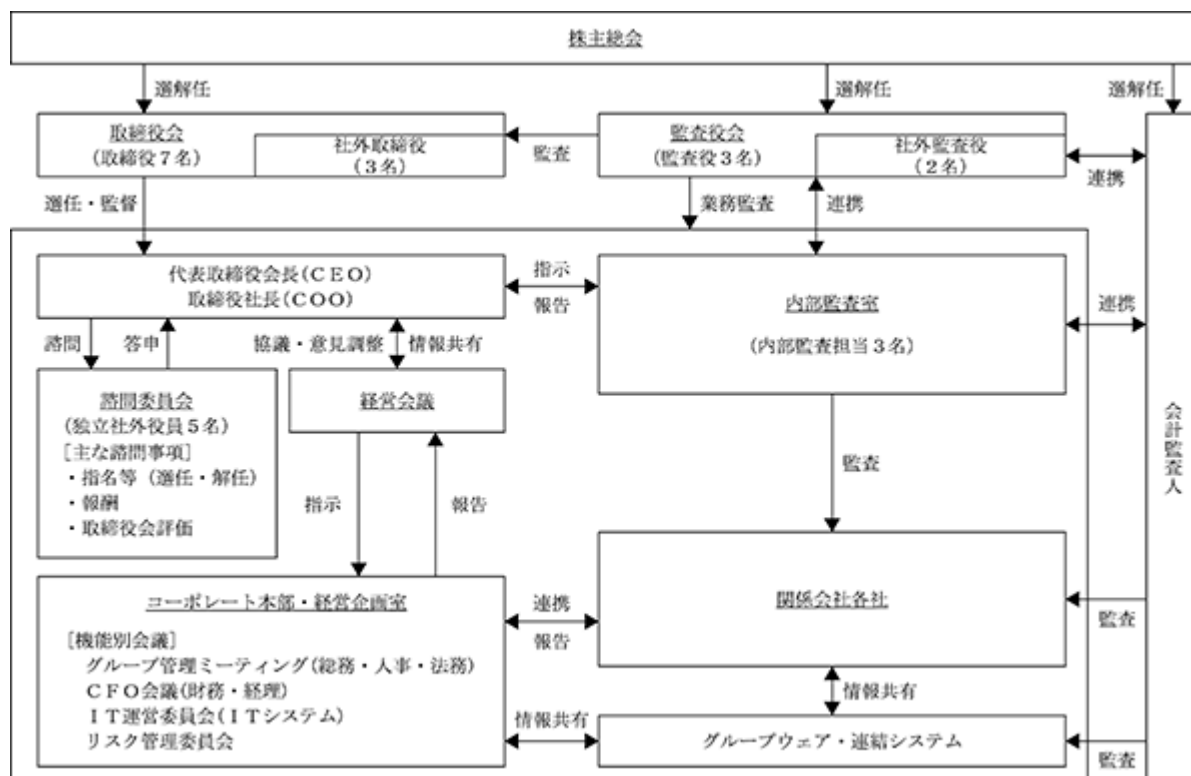 株主総会
選解任
選解任
選解任
取締役会
(取締役7名)
社外取締役
(3名)
監査
監査役会
(監査役3名)
社外監査役
(2名)
連携
選任・監督
業務監査
連携
代表取締役会長(CEO)
取締役社長(COO)
指示
報告
内部監査室
(内部監査担当3名)
連携
諮問
答申
協議・意見調整
情報共有
諮問委員会
(独立社外役員5名)
[主な諮問事項]
・指名等(選任・解任)
・報酬
・取締役会評価
経営会議
監査
会計監査人
指示
報告
コーポレート本部・経営企画室
[機能別会議]
グループ管理ミーティング(総務・人事・法務)
CFO会議(財務・経理)
IT運営委員会(ITシステム)
リスク管理委員会
連携
報告
関係会社各社
監査
情報共有
情報共有
グループウェア・連結システム
監査